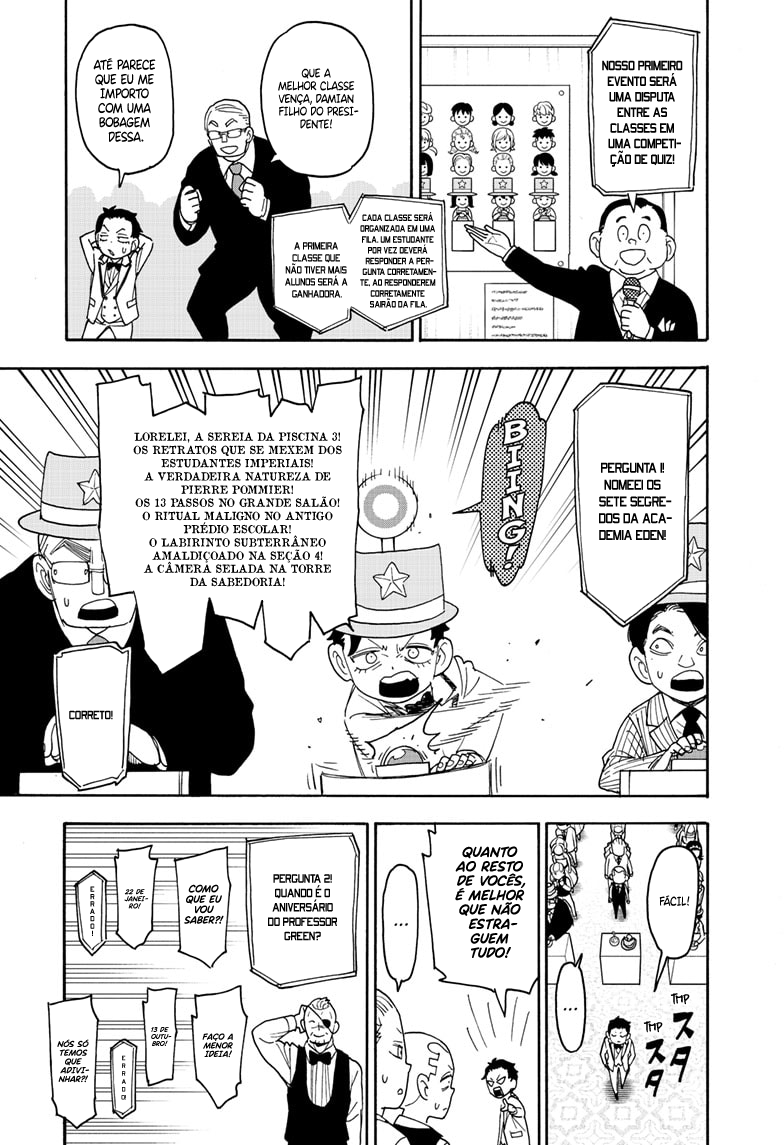 NOSSO PRIMEIRO
EVENTO SERÁ
UMA DISPUTA
ENTRE AS
CLASSES EM
UMA COMPETI-
ÇÃO DE QUIZ!
QUE A
MELHOR CLASSE
VENÇA, DAMIAN
FILHO DO PRESI-
DENTE!
ATÉ PARECE
QUE EU ME
IMPORTO
COM UMA
BOBAGEM
DESSA.
CADA CLASSE SERÁ
ORGANIZADA EM UMA
FILA. UM ESTUDANTE
POR VEZ DEVERÁ
RESPONDER A PER-
GUNTA CORRETAMEN-
TE. AO RESPONDEREM
CORRETAMENTE
SAIRÃO DA FILA.
A PRIMEIRA
CLASSE QUE
NÃO TIVER MAIS
ALUNOS SERÁ A
GANHADORA.
PERGUNTA 1!
NOMEEI OS
SETE SEGRE-
DOS DA ACA-
DEMIA EDEN!
BIING!
LORELEI, A SEREIA DA PISCINA 3!
OS RETRATOS QUE SE MEXEM DOS
ESTUDANTES IMPERIAIS!
A VERDADEIRA NATUREZA DE
PIERRE POMMIER!
OS 13 PASSOS NO GRANDE SALÃO!
O RITUAL MALIGNO NO ANTIGO
PRÉDIO ESCOLAR!
O LABIRINTO SUBTERRÂNEO
AMALDIÇOADO NA SEÇÃO 4!
A CÂMERA SELADA NA TORRE
DA SABEDORIA!
CORRETO!
FÁCIL!
TMP
スタ
TMP
スタ
...
QUANTO
AO RESTO
DE VOCÊS,
É MELHOR
QUE NÃO
ESTRA-
GUEM
TUDO!
...
PERGUNTA 2!
QUANDO É O
ANIVERSÁRIO
DO PROFESSOR
GREEN?
COMO
QUE EU
VOU
SABER?!
22 DE
JANEI-
RO!
ERRADO!
FAÇO A
MENOR
IDEIA!
13 DE
OUTU-
BRO!
ERRADO!
NÓS SÓ
TEMOS
QUE
ADIVI-
NHAR?!